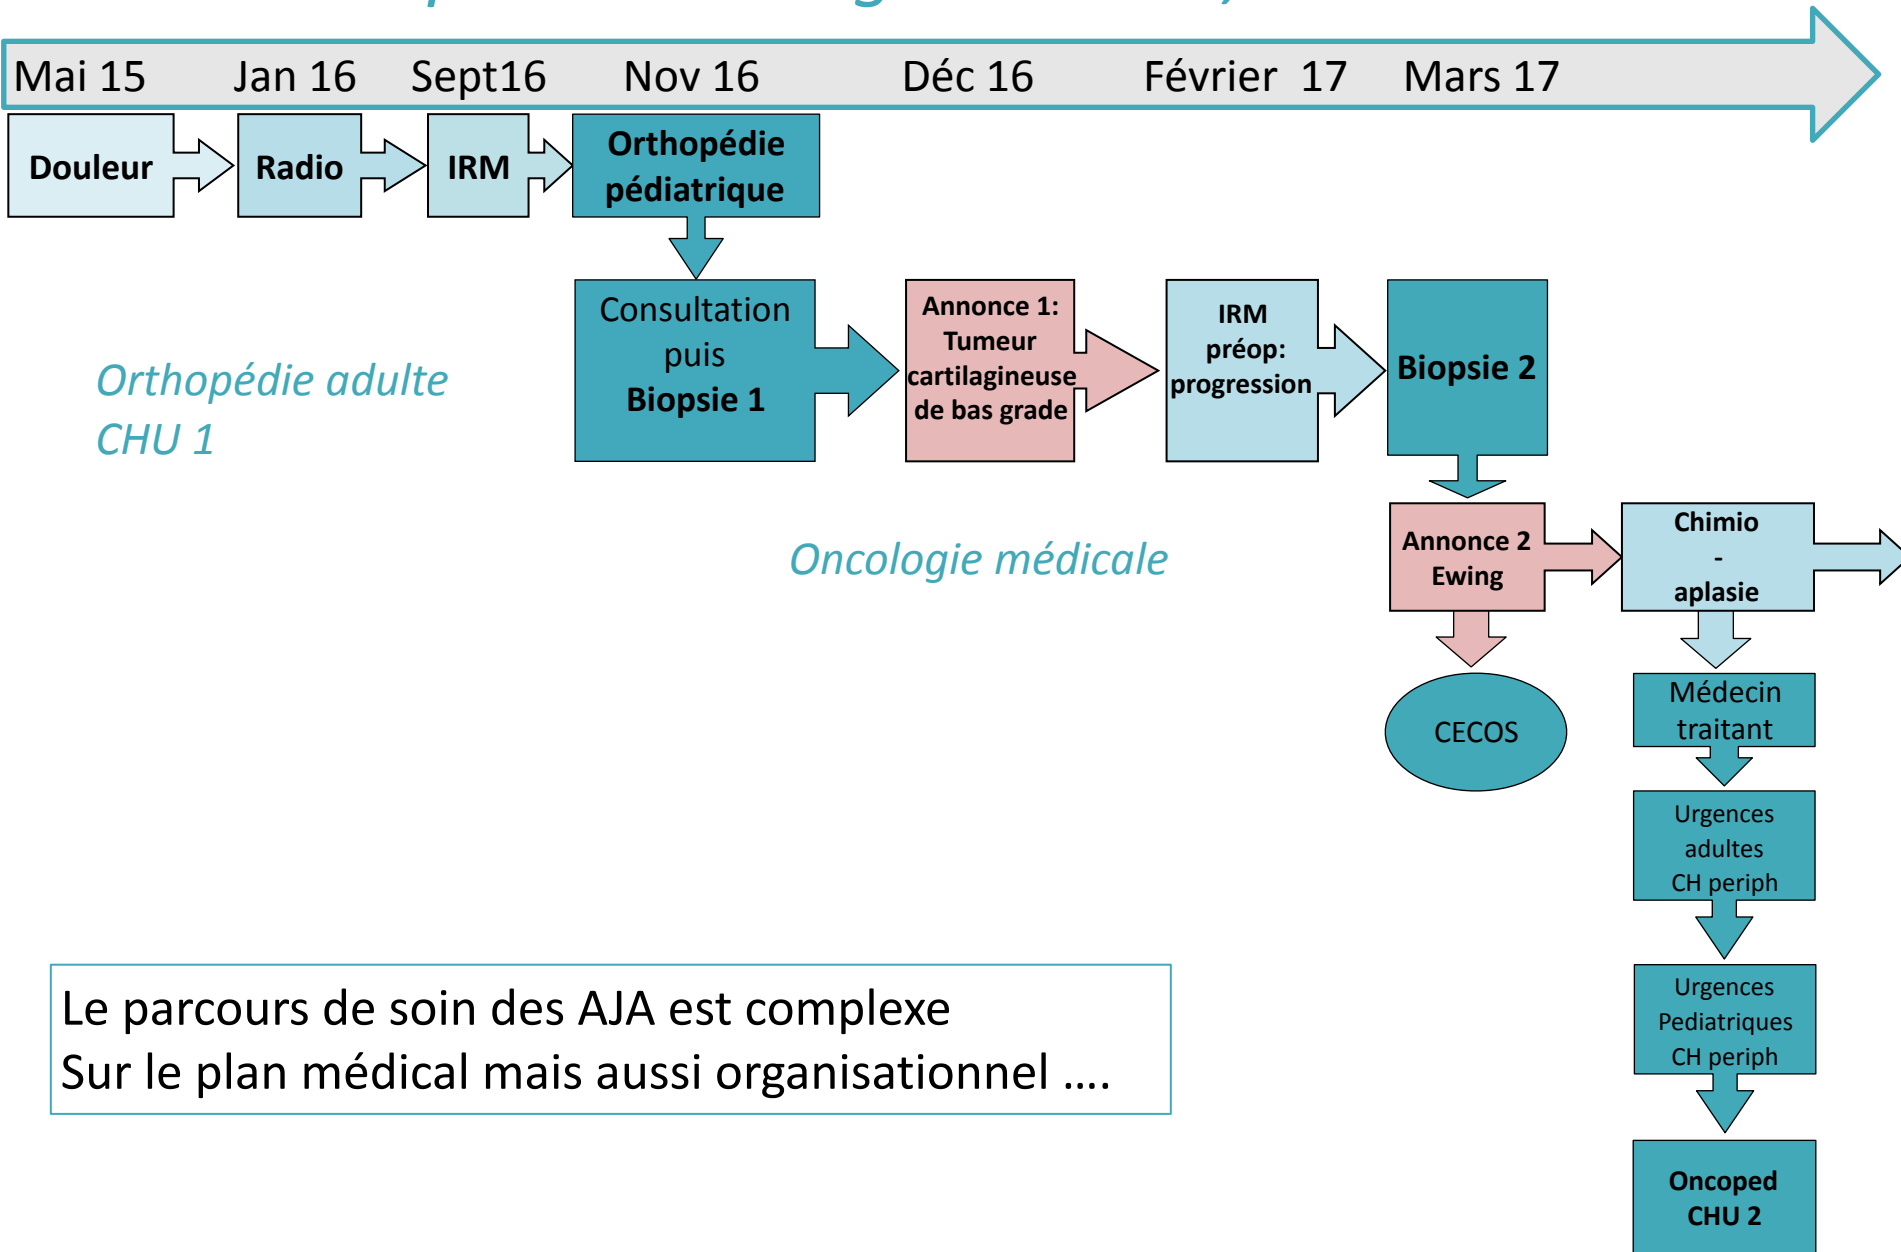 Mai 15
Jan 16
Sept16
Nov 16
Déc 16
Février 17
Mars 17
Douleur
Radio
IRM
Orthopédie
pédiatrique
Consultation
puis
Biopsie 1
Annonce 1:
Tumeur
cartilagineuse
de bas grade
IRM
préop:
progression
Biopsie 2
Orthopédie adulte
CHU 1
Oncologie médicale
Annonce 2
Ewing
Chimio
-
aplasie
CECOS
Médecin
traitant
Urgences
adultes
CH periph
Urgences
Pediatriques
CH periph
Oncoped
CHU 2
Le parcours de soin des AJA est complexe
Sur le plan médical mais aussi organisationnel ....